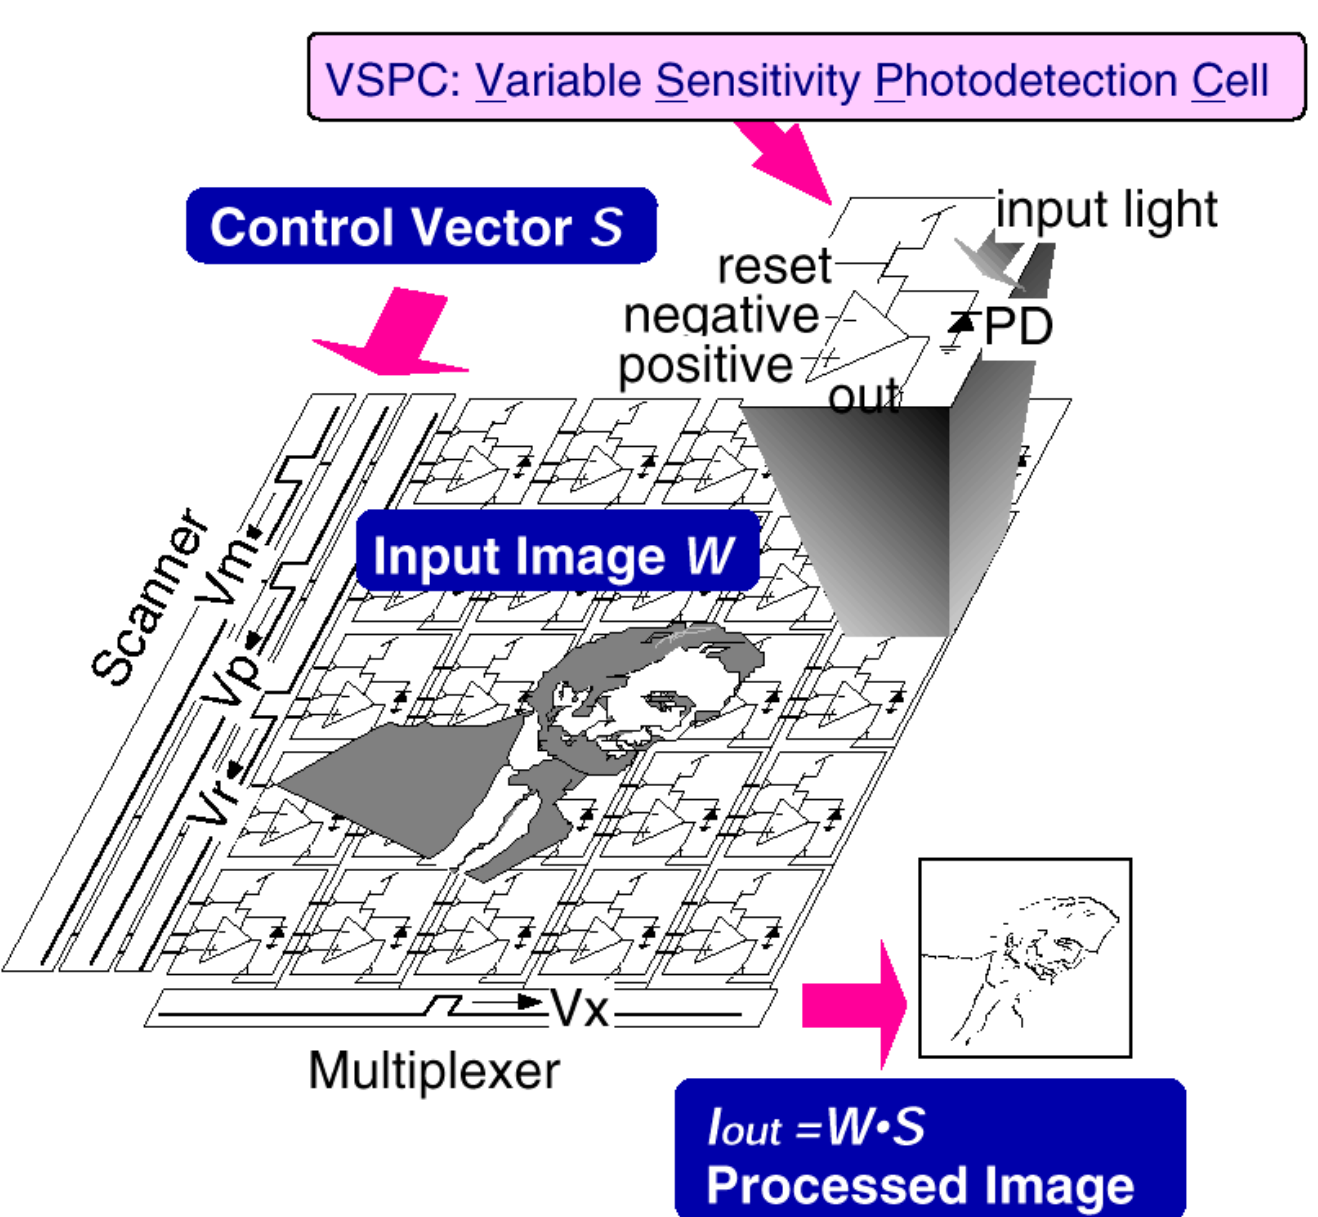 VSPC: Variable Sensitivity Photodetection Cell
Control Vector S
input light
reset
negative
positive
PD
out
Input Image W
Scanner
Vm
Vp
Vr
Vx
Multiplexer
Iout =W•S
Processed Image